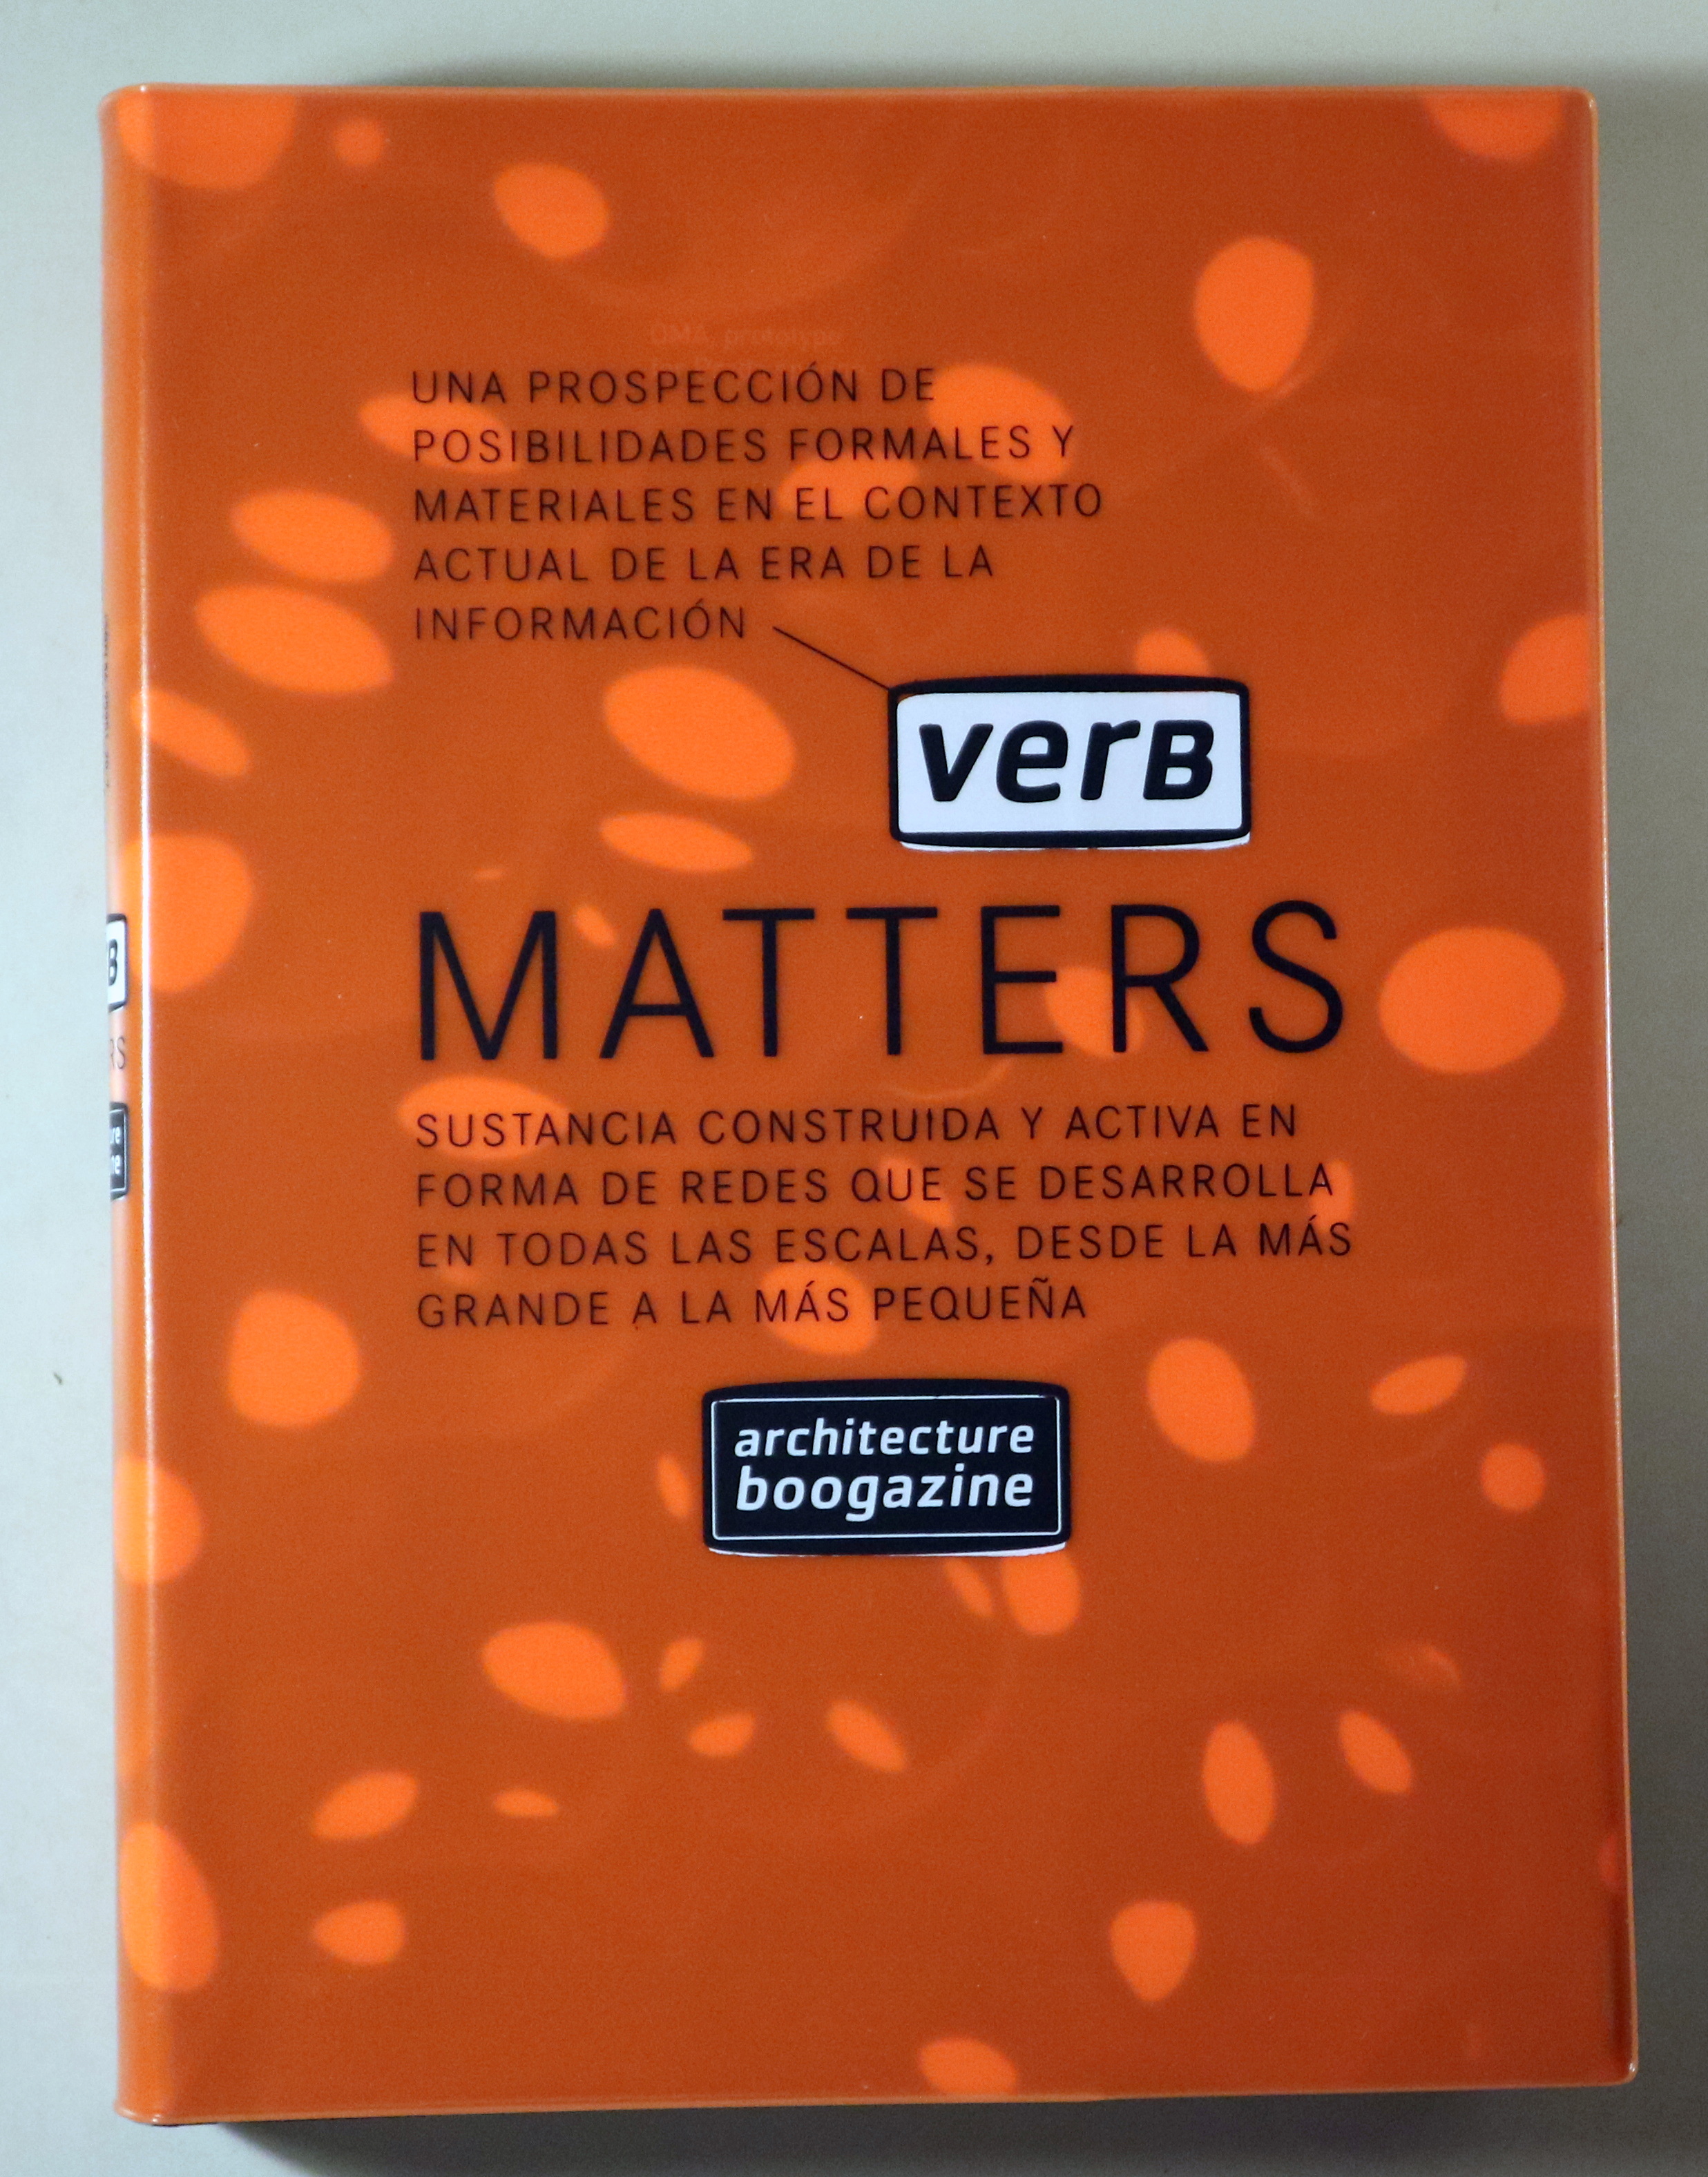 OMA, prototype
UNA PROSPECCIÓN DE
POSIBILIDADES FORMALES Y
MATERIALES EN EL CONTEXTO
ACTUAL DE LA ERA DE LA
INFORMACIÓN
verB
MATTERS
SUSTANCIA CONSTRUIDA Y ACTIVA EN
FORMA DE REDES QUE SE DESARROLLA
EN TODAS LAS ESCALAS, DESDE LA MÁS
GRANDE A LA MÁS PEQUEÑA
architecture
boogazine